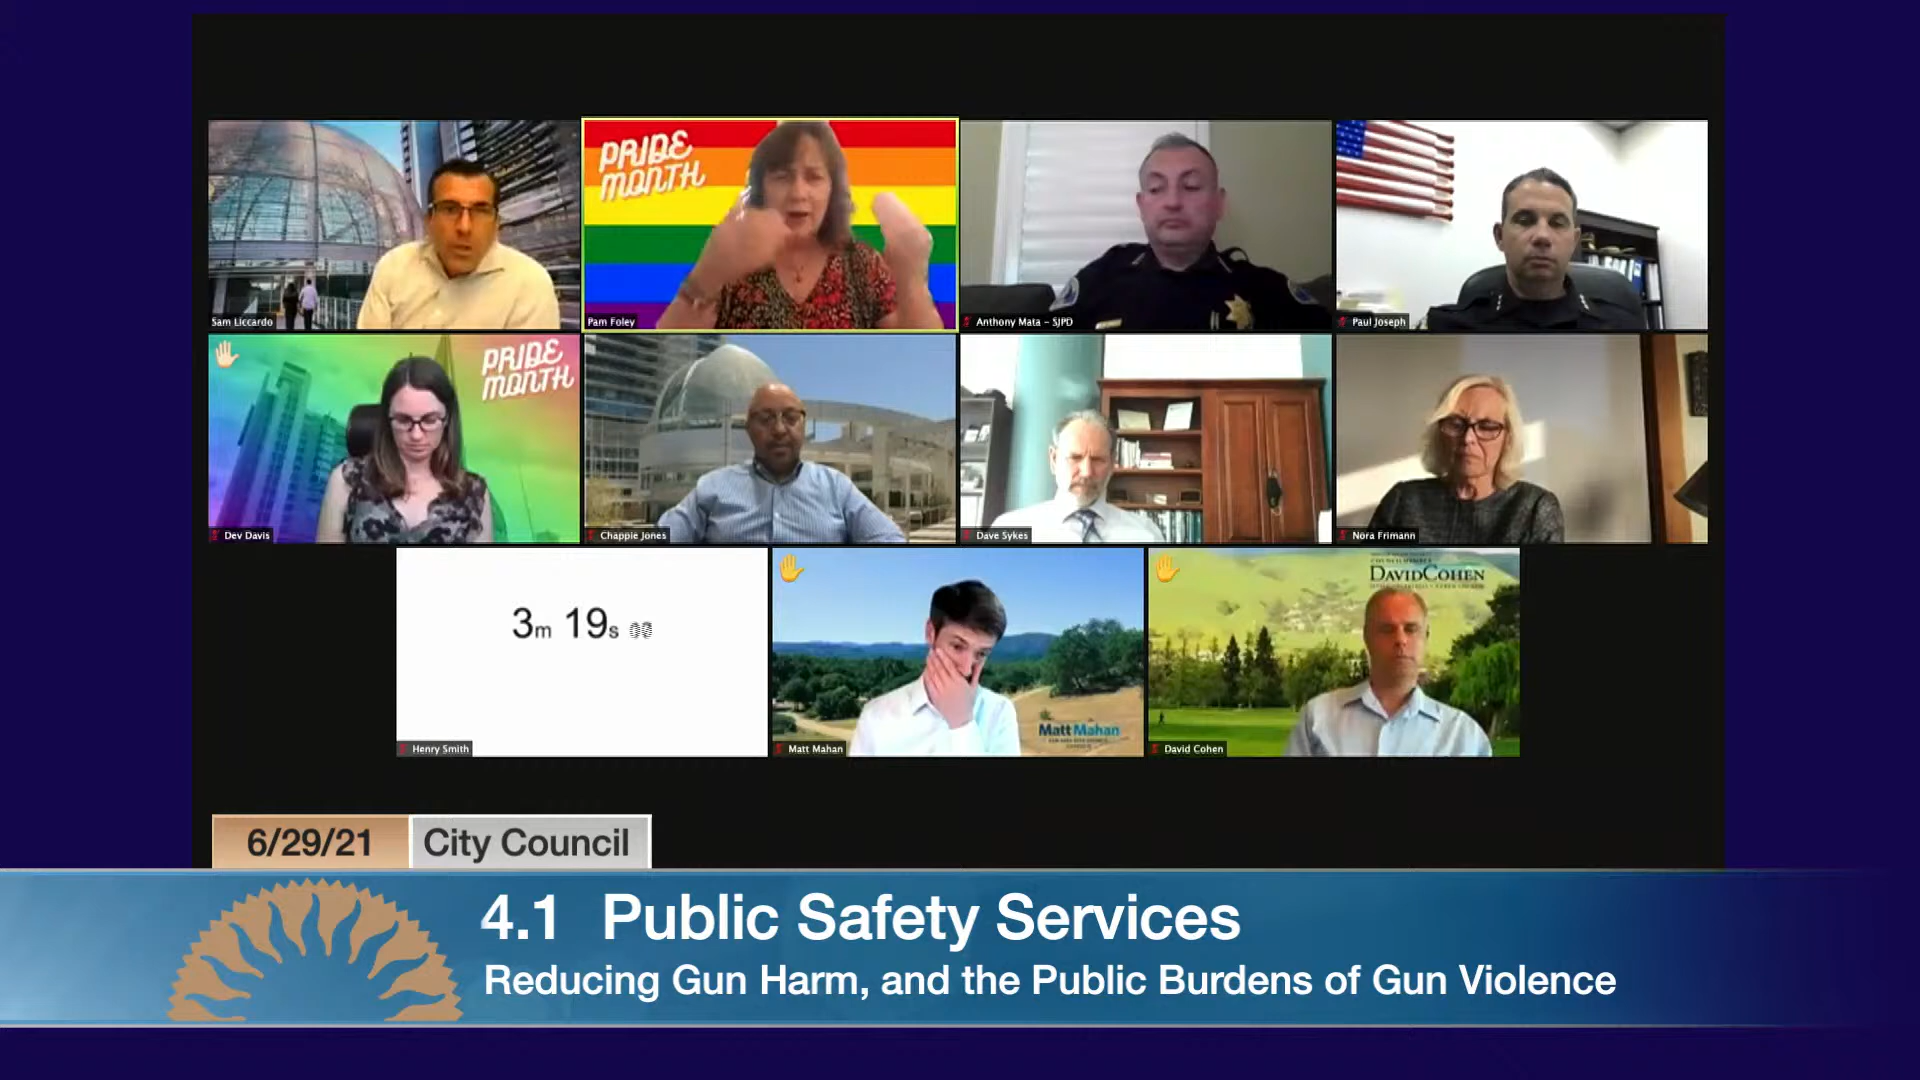 PRIDE
MONTH
Sam Liccardo
Pam Foley
Anthony Mata - SJPD
Paul Joseph
PRIDE
MONTH
Dev Davis
Chappie Jones
Dave Sykes
Nora Frimann
3m 19s
Henry Smith
Matt Mahan
Matt Mahan
DAVID COHEN
David Cohen
6/29/21 City Council
4.1 Public Safety Services
Reducing Gun Harm, and the Public Burdens of Gun Violence